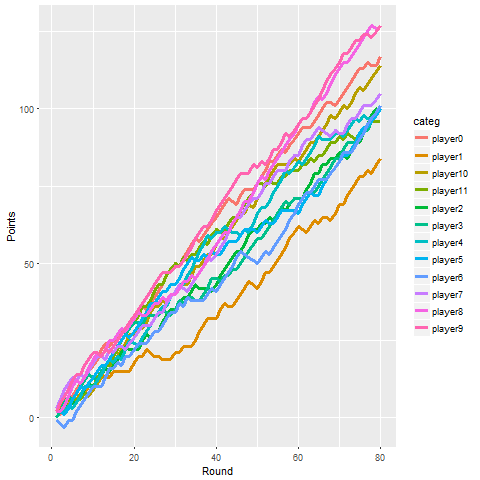 categ
player0
player1
player10
player11
player2
player3
player4
player5
player6
player7
player8
player9
Points
100
50
0
0
20
40
60
80
Round